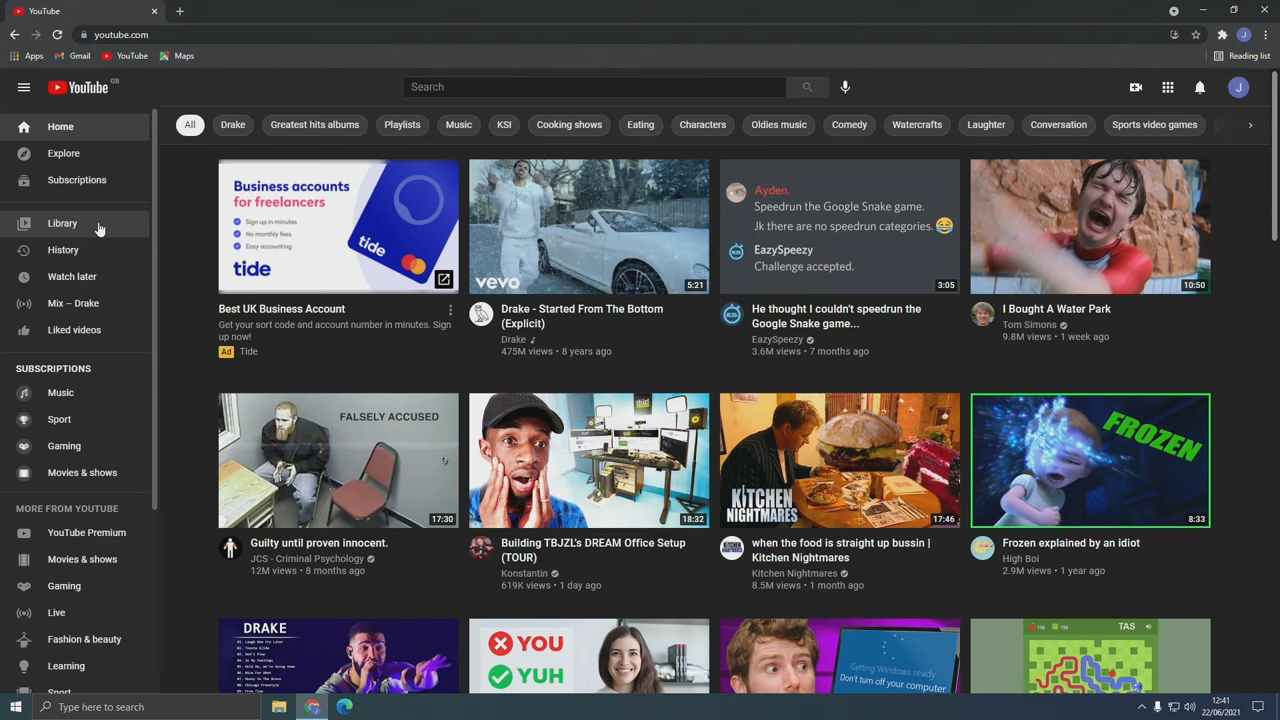 YouTube
youtube.com
J
Apps
Gmail
YouTube
Maps
Reading list
YouTube GB
Search
J
Home
Explore
Subscriptions
Library
History
Watch later
Mix – Drake
Liked videos
SUBSCRIPTIONS
Music
Sport
Gaming
Movies & shows
MORE FROM YOUTUBE
YouTube Premium
Movies & shows
Gaming
Live
Fashion & beauty
Learning
Sport
All
Drake
Greatest hits albums
Playlists
Music
KSI
Cooking shows
Eating
Characters
Oldies music
Comedy
Watercrafts
Laughter
Conversation
Sports video games
Business accounts
for freelancers
Sign up in minutes
No monthly fees
Easy accounting
tide
tide
Best UK Business Account
Get your sort code and account number in minutes. Sign
up now!
Ad Tide
vevo
5:21
Drake - Started From The Bottom
(Explicit)
Drake
475M views • 8 years ago
Ayden.
Speedrun the Google Snake game.
Jk there are no speedrun categories.
EazySpeezy
Challenge accepted.
3:05
He thought I couldn't speedrun the
Google Snake game...
EazySpeezy
3.6M views • 7 months ago
10:50
I Bought A Water Park
Tom Simons
9.8M views • 1 week ago
FALSELY ACCUSED
17:30
Guilty until proven innocent.
JCS - Criminal Psychology
12M views • 8 months ago
18:32
Building TBJZL's DREAM Office Setup
(TOUR)
Konstantin
619K views • 1 day ago
KITCHEN
NIGHTMARES
17:46
when the food is straight up bussin |
Kitchen Nightmares
Kitchen Nightmares
8.5M views • 1 month ago
FROZEN
8:33
Frozen explained by an idiot
High Boi
2.9M views • 1 year ago
DRAKE
YOU
YUH
Getting Windows ready
Don't turn off your computer
198
198
TAS
Type here to search
12:41
22/06/2021